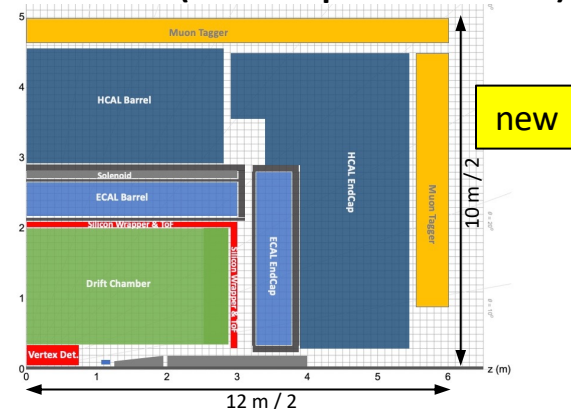 5
Muon Tagger
4
HCAL Barrel
new
3
Solenoid
HCAL EndCap
10 m / 2
ECAL Barrel
Muon Tagger
2
Silicon Wrapper & ToF
Silicon Wrapper & ToF
ECAL EndCap
Drift Chamber
1
Vertex Det.
0
0 1 2 3 4 5 6 z (m)
12 m / 2